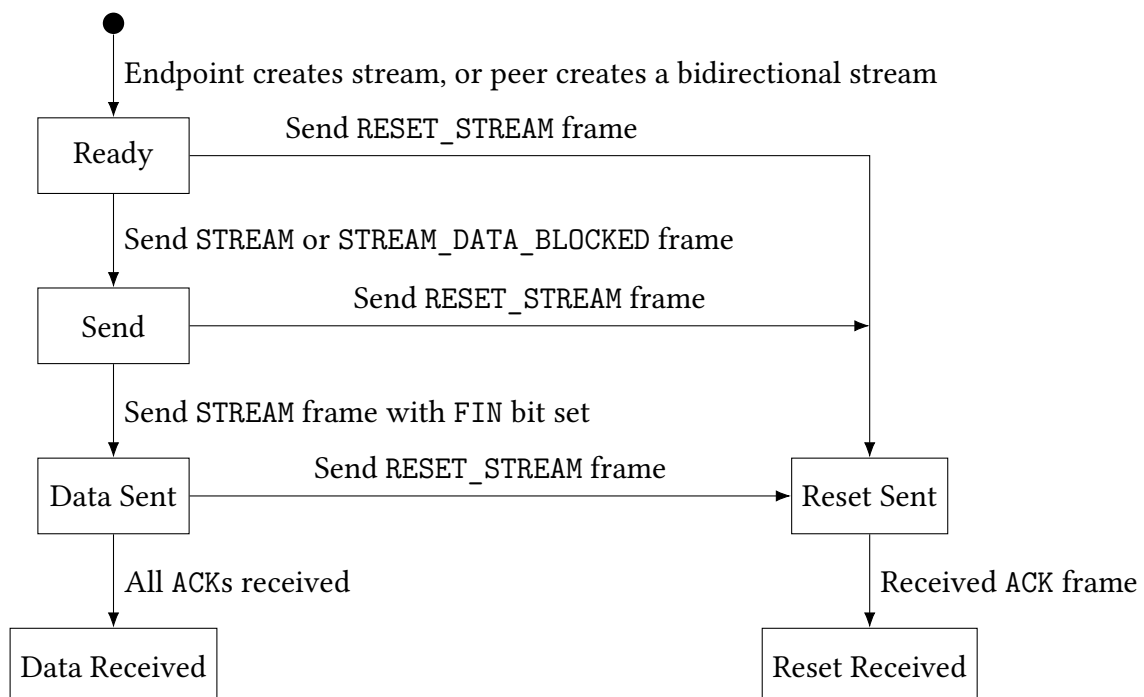 Endpoint creates stream, or peer creates a bidirectional stream
Send RESET_STREAM frame
Ready
Send STREAM or STREAM_DATA_BLOCKED frame
Send RESET_STREAM frame
Send
Send STREAM frame with FIN bit set
Send RESET_STREAM frame
Data Sent
Reset Sent
All ACKs received
Received ACK frame
Data Received
Reset Received